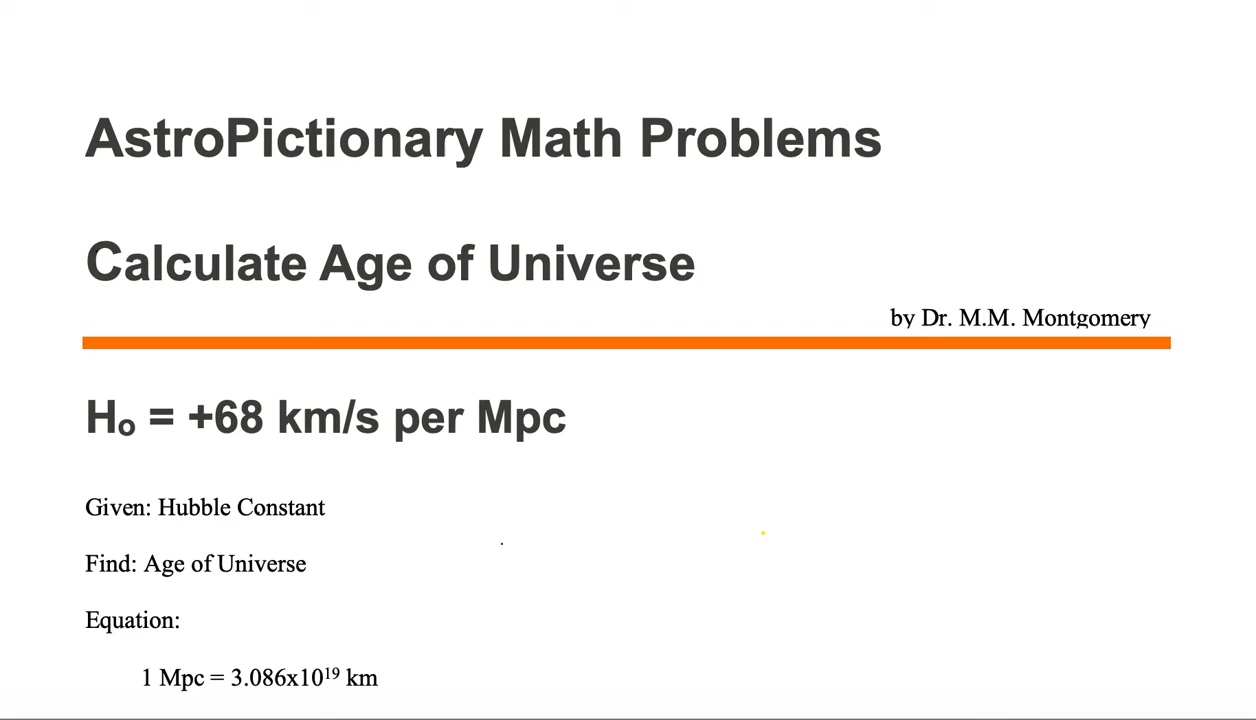 AstroPictionary Math Problems
Calculate Age of Universe
by Dr. M.M. Montgomery
Hₒ = +68 km/s per Mpc
Given: Hubble Constant
Find: Age of Universe
Equation:
1 Mpc = 3.086x10¹⁹ km